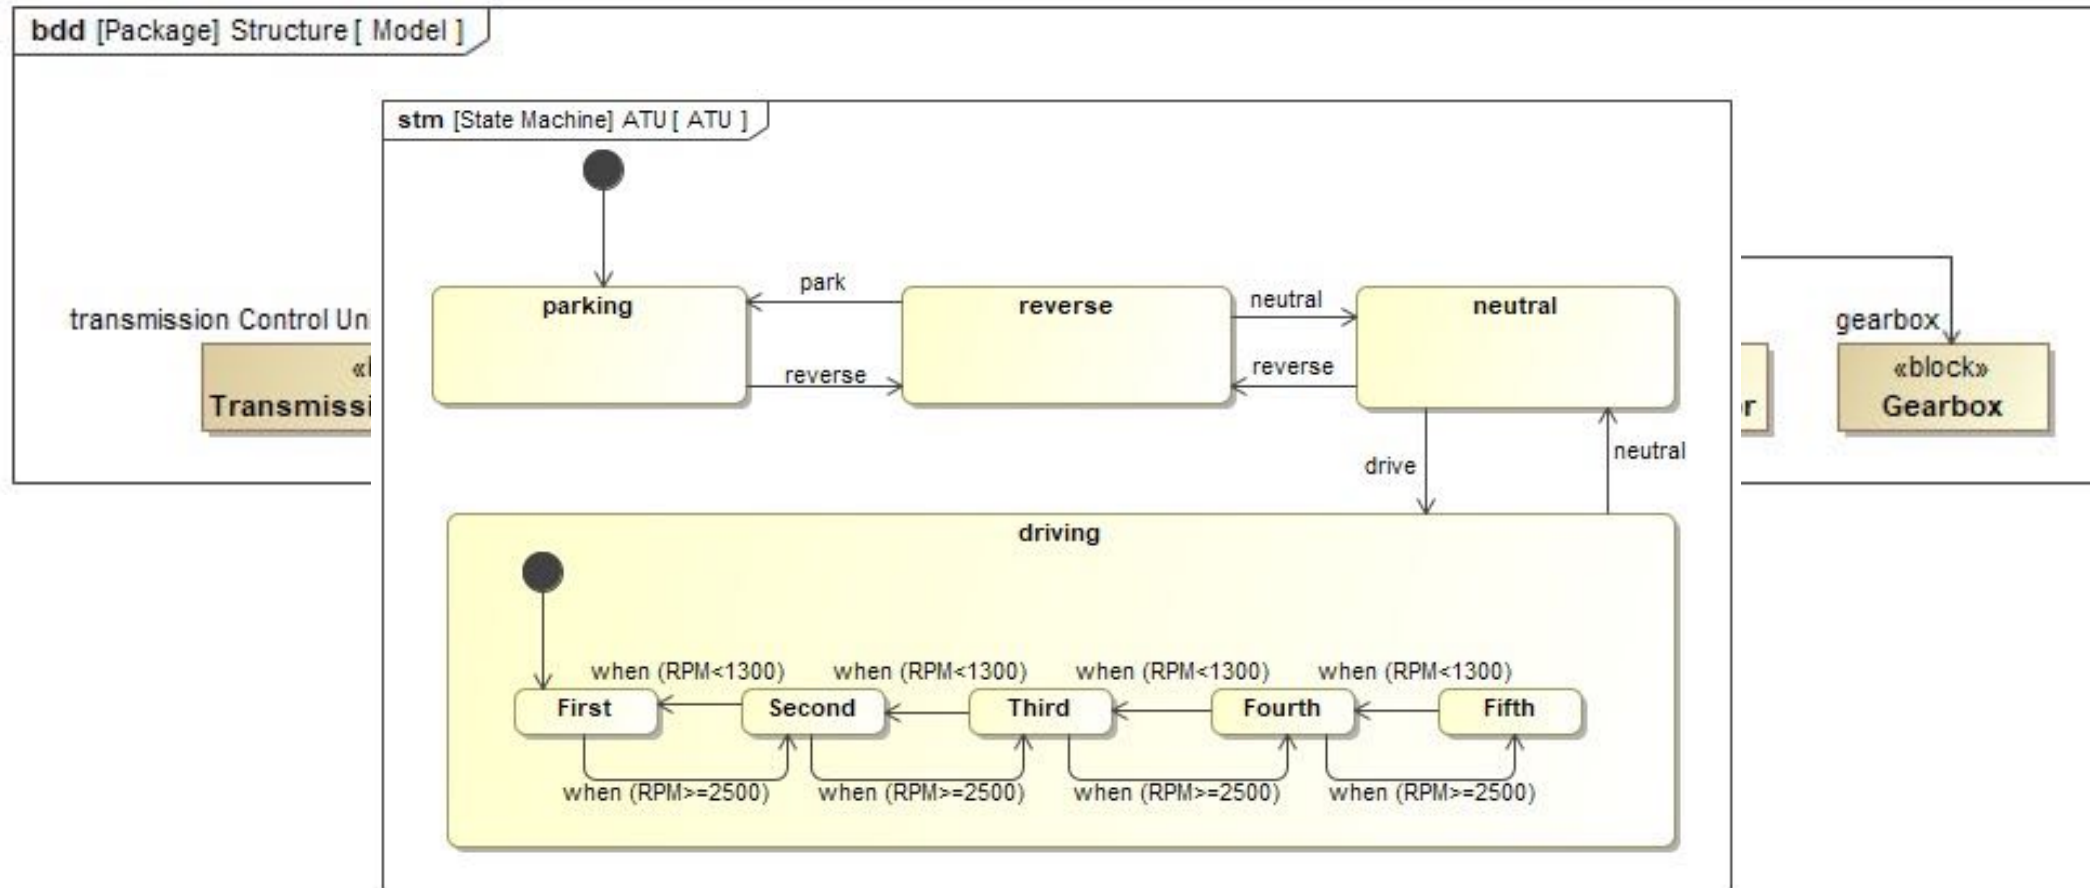 bdd [Package] Structure [ Model ]
stm [State Machine] ATU [ ATU ]
parking
park
reverse
reverse
neutral
reverse
neutral
transmission Control
gearbox
«block»
Gearbox
drive
neutral
driving
when (RPM<1300)
when (RPM<1300)
when (RPM<1300)
when (RPM<1300)
First
Second
Third
Fourth
Fifth
when (RPM>=2500)
when (RPM>=2500)
when (RPM>=2500)
when (RPM>=2500)